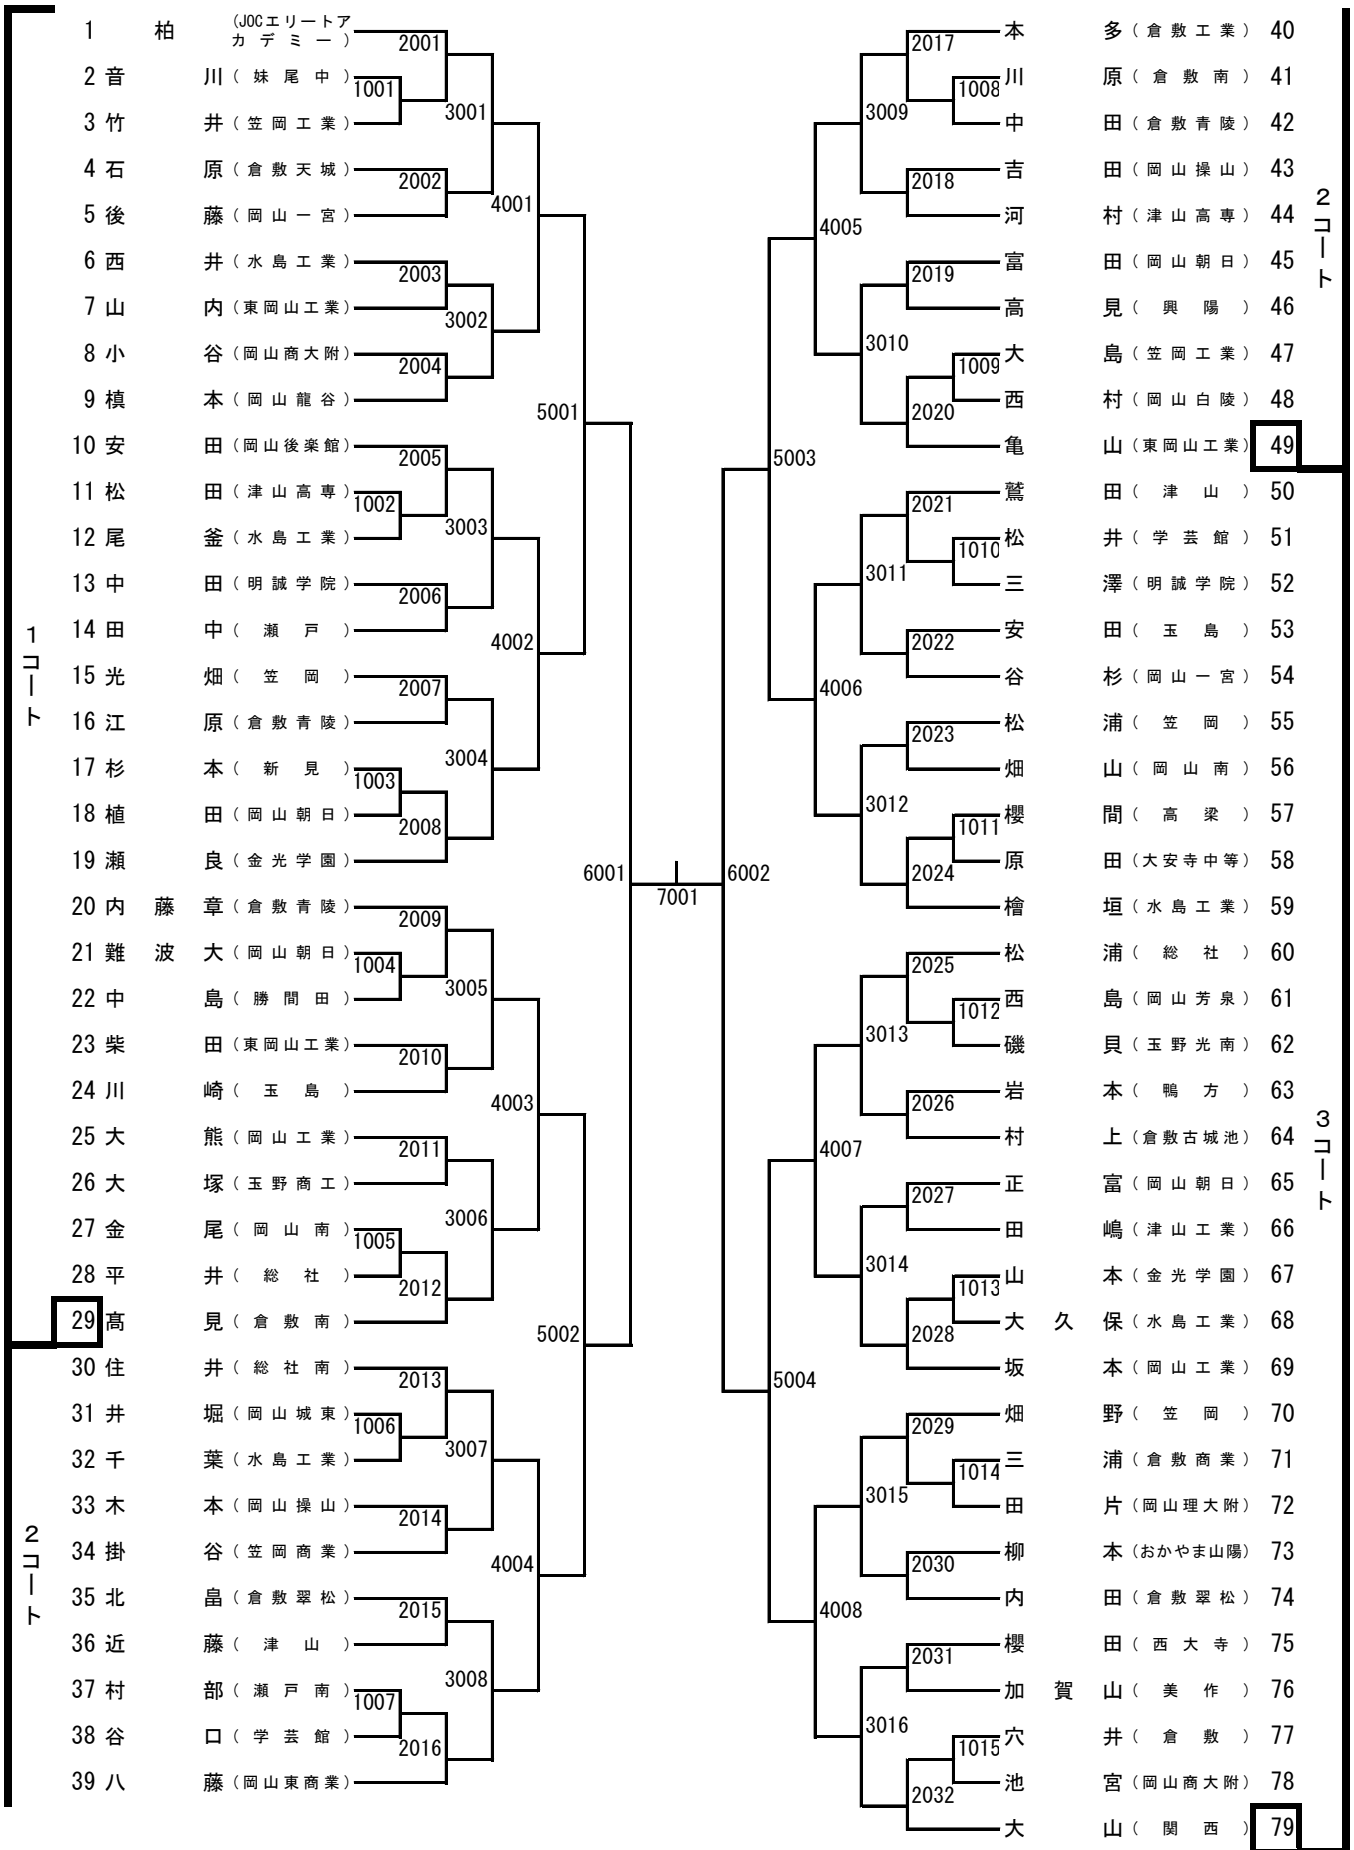 1 柏 (JOCエリートアカデミー)
2 音川 (妹尾中)
3 竹井 (笠岡工業)
4 石原 (倉敷天城)
5 後藤 (岡山一宮)
6 西井 (水島工業)
7 山内 (東岡山工業)
8 小谷 (岡山商大附)
9 槙本 (岡山龍谷)
10 安田 (岡山後楽館)
11 松田 (津山高専)
12 尾釜 (水島工業)
13 中田 (明誠学院)
14 田中 (瀬戸)
15 光畑 (笠岡)
16 江原 (倉敷青陵)
17 杉本 (新見)
18 植田 (岡山朝日)
19 瀬良 (金光学園)
20 内藤章 (倉敷青陵)
21 難波大 (岡山朝日)
22 中島 (勝間田)
23 柴田 (東岡山工業)
24 川崎 (玉島)
25 大熊 (岡山工業)
26 大塚 (玉野商工)
27 金尾 (岡山南)
28 平井 (総社)
29 髙見 (倉敷南)
30 住井 (総社南)
31 井堀 (岡山城東)
32 千葉 (水島工業)
33 木本 (岡山操山)
34 掛谷 (笠岡商業)
35 北畠 (倉敷翠松)
36 近藤 (津山)
37 村部 (瀬戸南)
38 谷口 (学芸館)
39 八藤 (岡山東商業)
1コート
2コート
1001
1002
1003
1004
1005
1006
1007
2001
2002
2003
2004
2005
2006
2007
2008
2009
2010
2011
2012
2013
2014
2015
2016
3001
3002
3003
3004
3005
3006
3007
3008
4001
4002
4003
4004
5001
5002
6001
7001
6002
5003
5004
4005
4006
4007
4008
3009
3010
3011
3012
3013
3014
3015
3016
2017
2018
2019
2020
2021
2022
2023
2024
2025
2026
2027
2028
2029
2030
2031
2032
1008
1009
1010
1011
1012
1013
1014
1015
本多 (倉敷工業) 40
川原 (倉敷南) 41
中田 (倉敷青陵) 42
吉田 (岡山操山) 43
河村 (津山高専) 44
富田 (岡山朝日) 45
高見 (興陽) 46
大島 (笠岡工業) 47
西村 (岡山白陵) 48
亀山 (東岡山工業) 49
鷲田 (津山) 50
松井 (学芸館) 51
三澤 (明誠学院) 52
安田 (玉島) 53
谷杉 (岡山一宮) 54
松浦 (笠岡) 55
畑山 (岡山南) 56
櫻間 (高梁) 57
原田 (大安寺中等) 58
檜垣 (水島工業) 59
松浦 (総社) 60
西島 (岡山芳泉) 61
磯貝 (玉野光南) 62
岩本 (鴨方) 63
村上 (倉敷古城池) 64
正富 (岡山朝日) 65
田嶋 (津山工業) 66
山本 (金光学園) 67
大久保 (水島工業) 68
坂本 (岡山工業) 69
畑野 (笠岡) 70
三浦 (倉敷商業) 71
田片 (岡山理大附) 72
柳本 (おかやま山陽) 73
内田 (倉敷翠松) 74
櫻田 (西大寺) 75
加賀山 (美作) 76
穴井 (倉敷) 77
池宮 (岡山商大附) 78
大山 (関西) 79
2コート
3コート